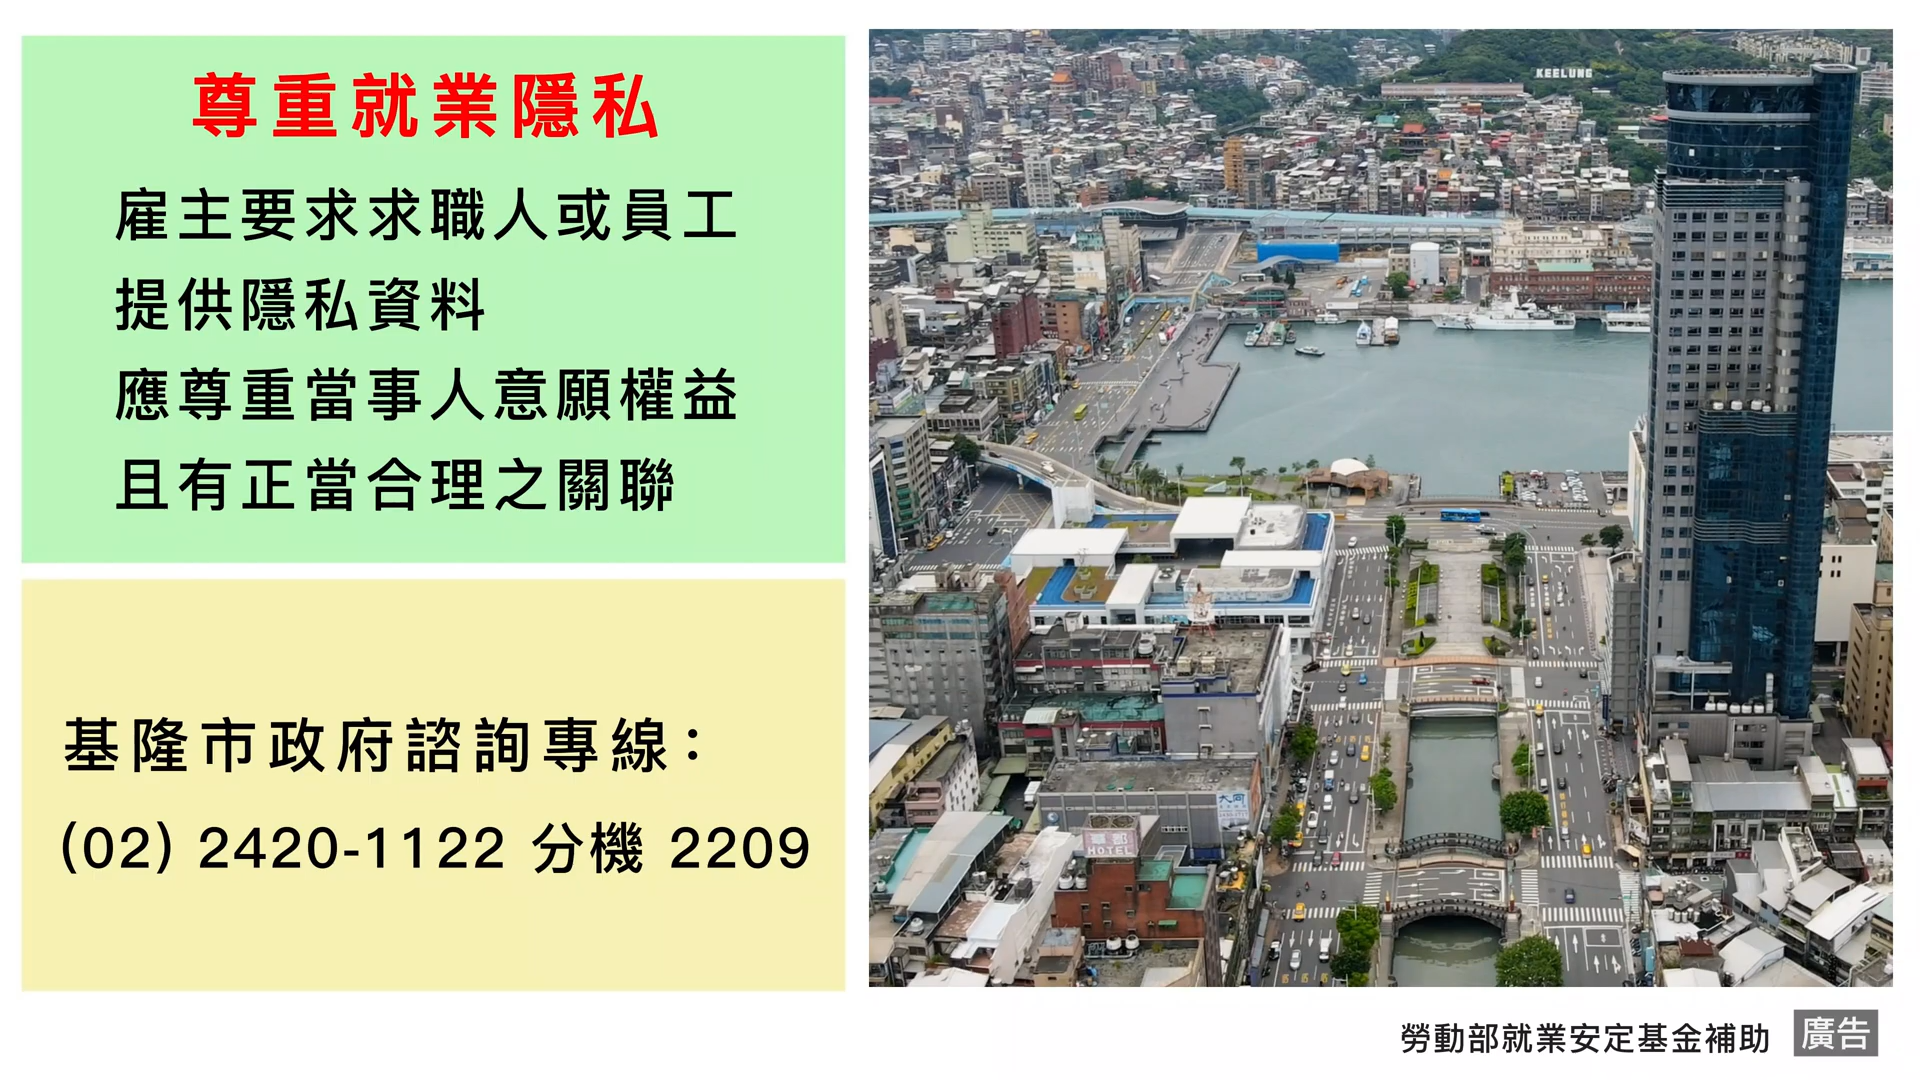 尊重就業隱私
雇主要求求職人或員工
提供隱私資料
應尊重當事人意願權益
且有正當合理之關聯
基隆市政府諮詢專線：
(02) 2420-1122 分機 2209
KEELUNG
大同
HOTEL
勞動部就業安定基金補助
廣告